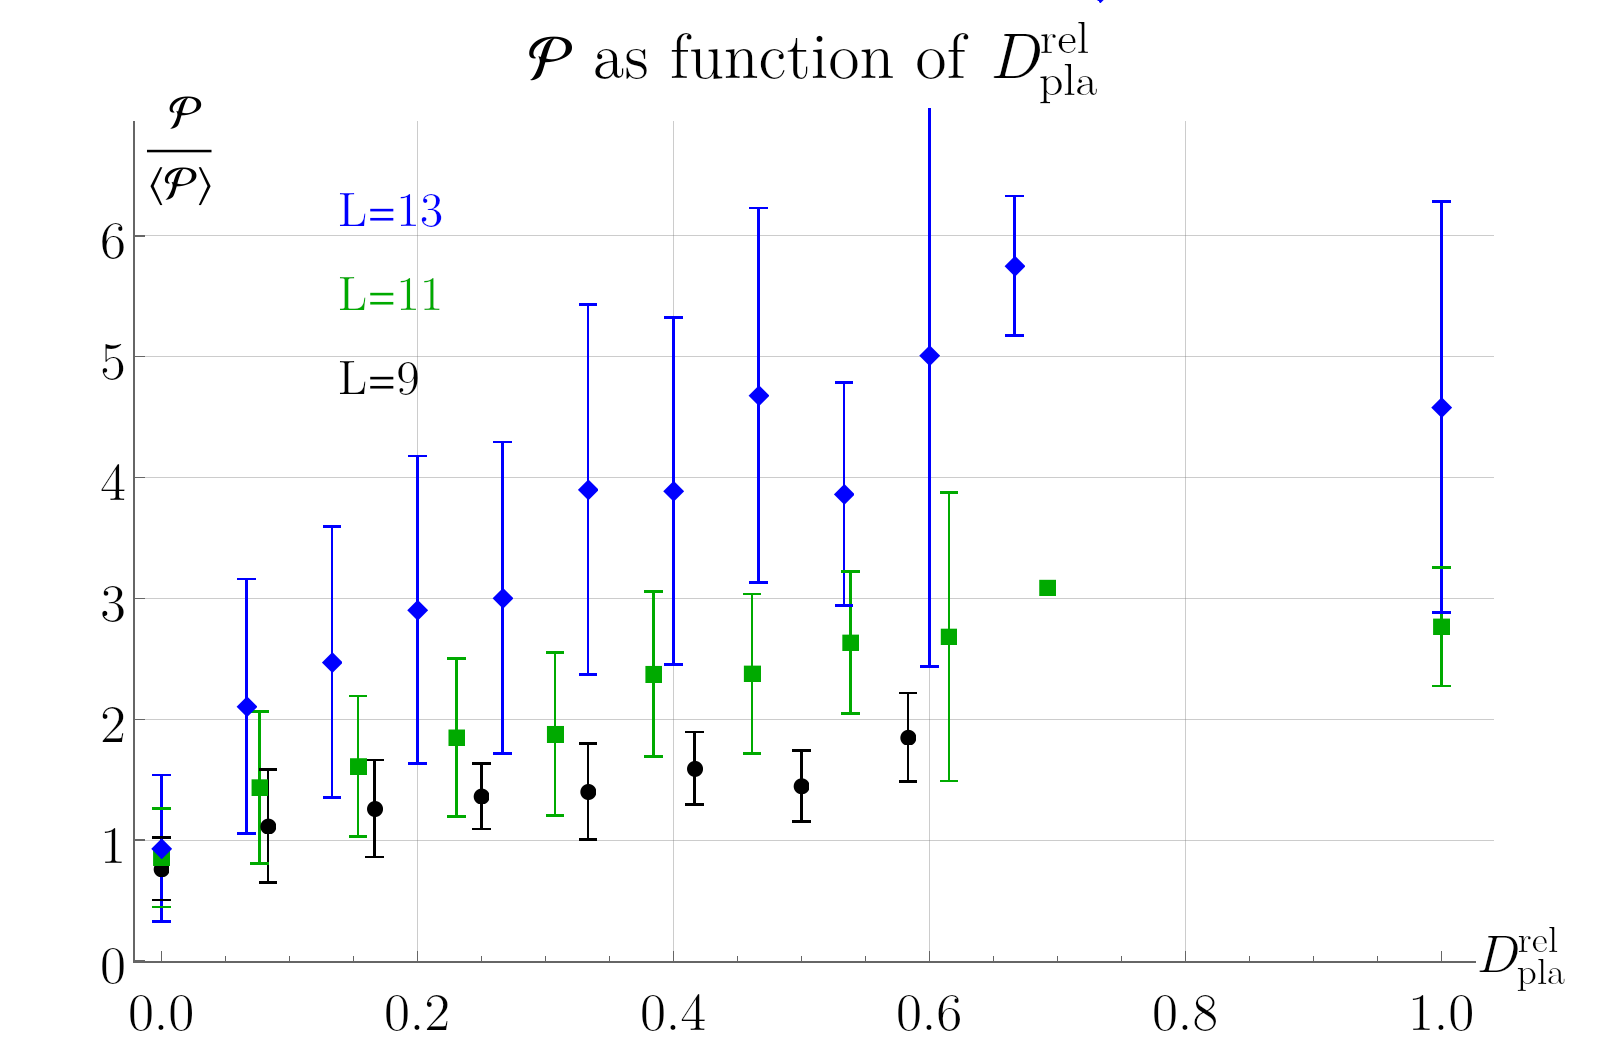 𝒫 as function of D^rel_pla
𝒫
⟨𝒫⟩
L=13
L=11
L=9
6
5
4
3
2
1
0
D^rel_pla
0.0 0.2 0.4 0.6 0.8 1.0